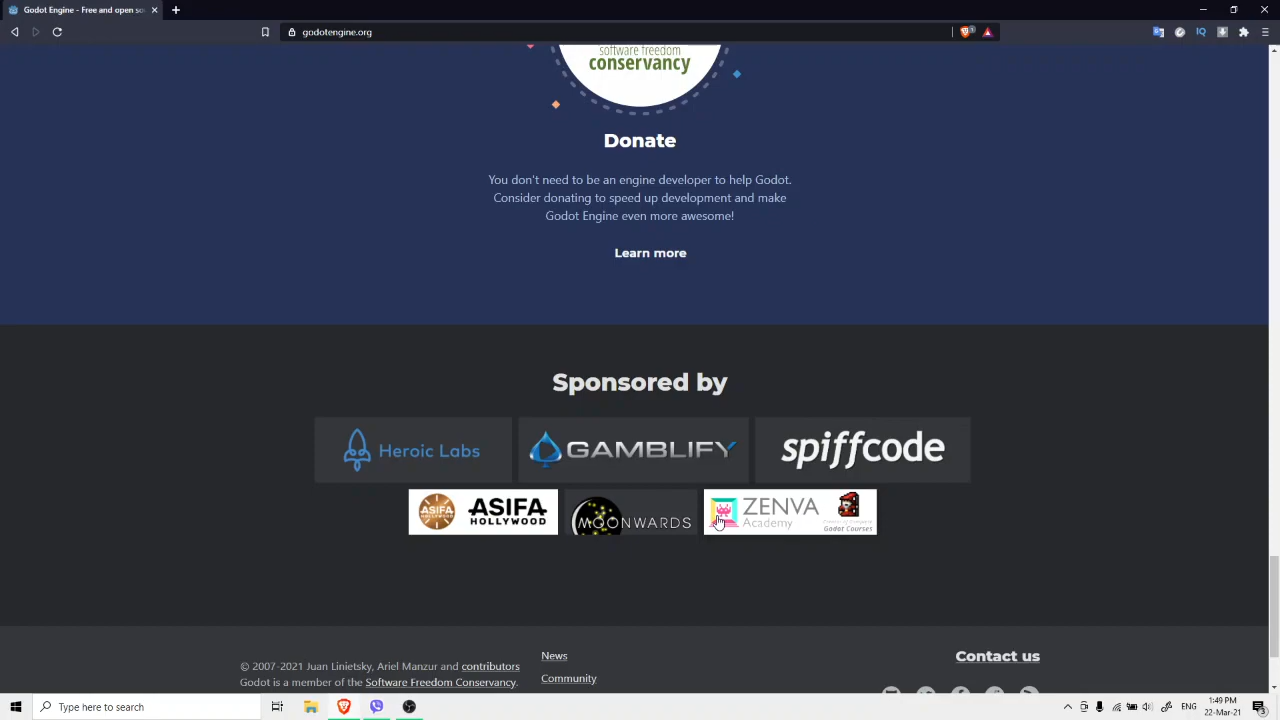 Godot Engine - Free and open so
godotengine.org
1
IQ
software freedom
conservancy
Donate
You don't need to be an engine developer to help Godot.
Consider donating to speed up development and make
Godot Engine even more awesome!
Learn more
Sponsored by
Heroic Labs
GAMBLIFY
spiffcode
ASIFA
HOLLYWOOD
MOONWARDS
ZENVA
Academy
Godot Courses
© 2007-2021 Juan Linietsky, Ariel Manzur and contributors
Godot is a member of the Software Freedom Conservancy.
News
Community
Contact us
Type here to search
ENG
1:49 PM
22-Mar-21
3